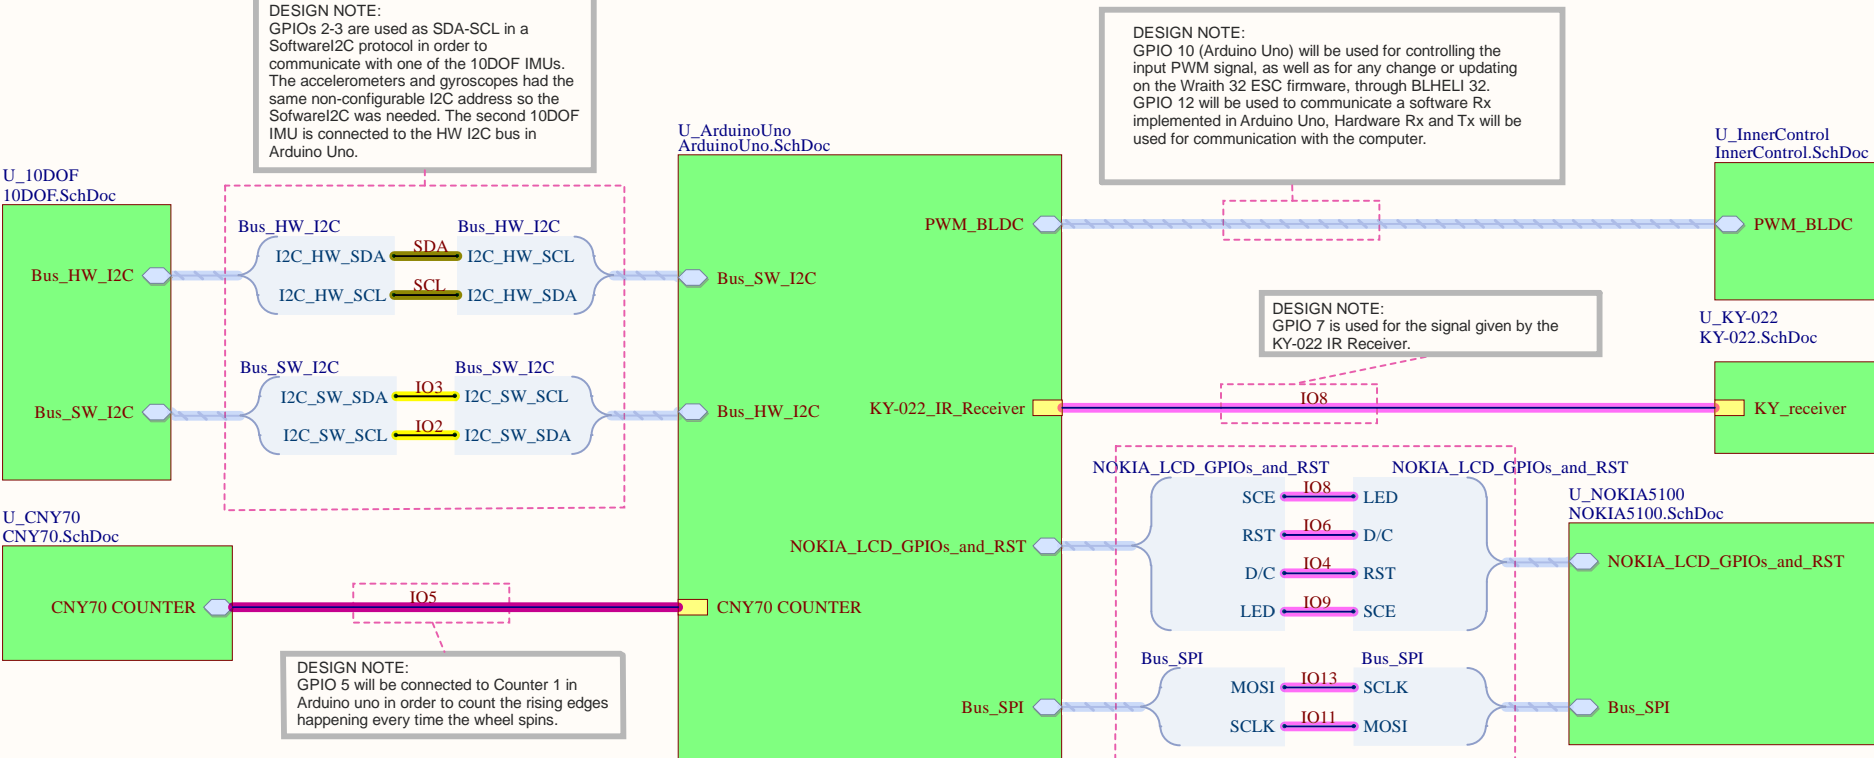 DESIGN NOTE:
GPIOs 2-3 are used as SDA-SCL in a
SoftwareI2C protocol in order to
communicate with one of the 10DOF IMUs.
The accelerometers and gyroscopes had the
same non-configurable I2C address so the
SofwareI2C was needed. The second 10DOF
IMU is connected to the HW I2C bus in
Arduino Uno.
DESIGN NOTE:
GPIO 10 (Arduino Uno) will be used for controlling the
input PWM signal, as well as for any change or updating
on the Wraith 32 ESC firmware, through BLHELI 32.
GPIO 12 will be used to communicate a software Rx
implemented in Arduino Uno, Hardware Rx and Tx will be
used for communication with the computer.
U_10DOF
10DOF.SchDoc
Bus_HW_I2C
Bus_SW_I2C
Bus_HW_I2C
Bus_HW_I2C
I2C_HW_SDA
SDA
I2C_HW_SCL
I2C_HW_SCL
SCL
I2C_HW_SDA
Bus_SW_I2C
Bus_SW_I2C
I2C_SW_SDA
IO3
I2C_SW_SCL
I2C_SW_SCL
IO2
I2C_SW_SDA
U_CNY70
CNY70.SchDoc
CNY70 COUNTER
IO5
DESIGN NOTE:
GPIO 5 will be connected to Counter 1 in
Arduino uno in order to count the rising edges
happening every time the wheel spins.
U_ArduinoUno
ArduinoUno.SchDoc
PWM_BLDC
Bus_SW_I2C
Bus_HW_I2C
KY-022_IR_Receiver
NOKIA_LCD_GPIOs_and_RST
CNY70 COUNTER
Bus_SPI
U_InnerControl
InnerControl.SchDoc
PWM_BLDC
DESIGN NOTE:
GPIO 7 is used for the signal given by the
KY-022 IR Receiver.
IO8
U_KY-022
KY-022.SchDoc
KY_receiver
NOKIA_LCD_GPIOs_and_RST
NOKIA_LCD_GPIOs_and_RST
SCE
IO8
LED
RST
IO6
D/C
D/C
IO4
RST
LED
IO9
SCE
Bus_SPI
Bus_SPI
MOSI
IO13
SCLK
SCLK
IO11
MOSI
U_NOKIA5100
NOKIA5100.SchDoc
NOKIA_LCD_GPIOs_and_RST
Bus_SPI